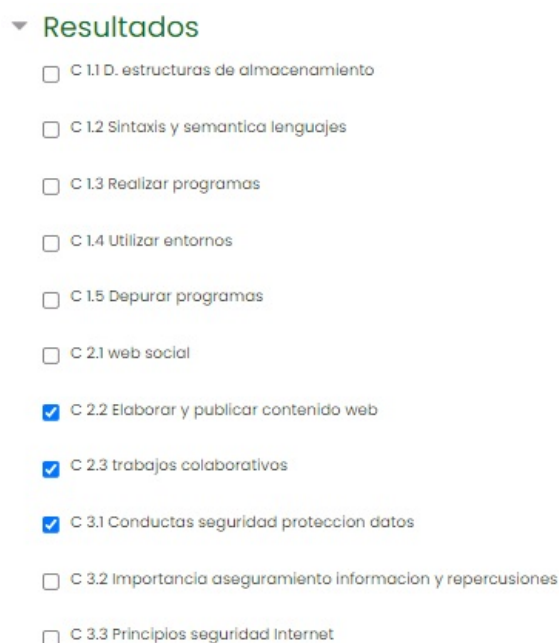 Resultados
C 1.1 D. estructuras de almacenamiento
C 1.2 Sintaxis y semantica lenguajes
C 1.3 Realizar programas
C 1.4 Utilizar entornos
C 1.5 Depurar programas
C 2.1 web social
C 2.2 Elaborar y publicar contenido web
C 2.3 trabajos colaborativos
C 3.1 Conductas seguridad proteccion datos
C 3.2 Importancia aseguramiento informacion y repercusiones
C 3.3 Principios seguridad Internet